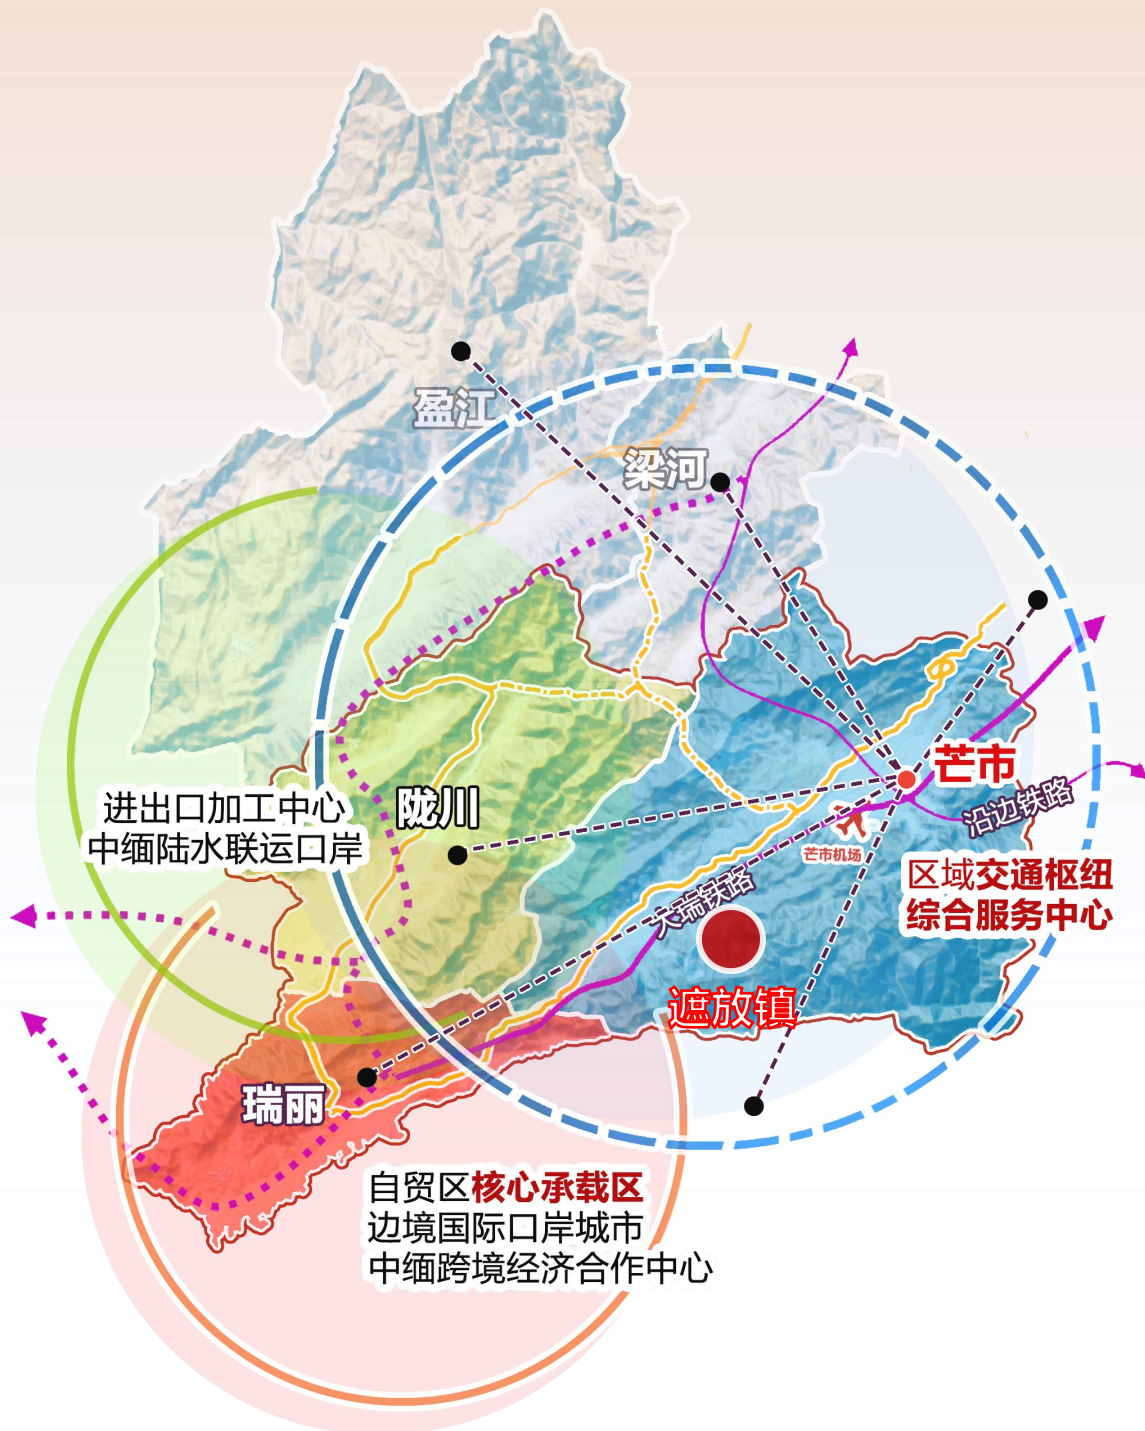 盈江
梁河
芒市
沿边铁路
进出口加工中心
中缅陆水联运口岸
陇川
芒市机场
区域交通枢纽
综合服务中心
大瑞铁路
遮放镇
瑞丽
自贸区核心承载区
边境国际口岸城市
中缅跨境经济合作中心